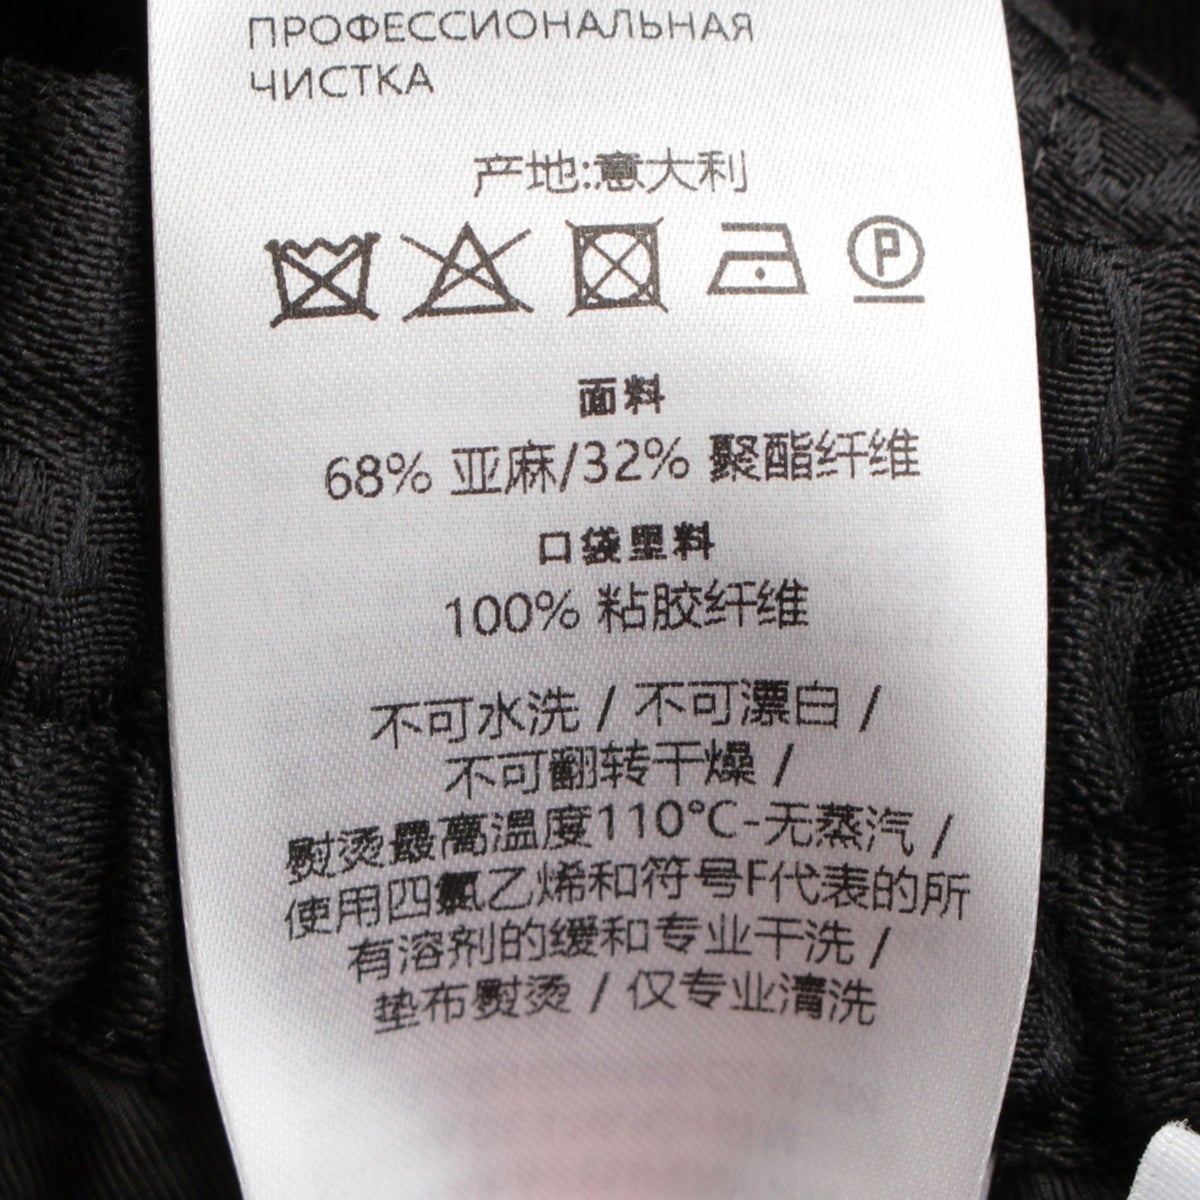 ПРОФЕССИОНАЛЬНАЯ
ЧИСТКА
产地:意大利
P
面料
68% 亚麻/32% 聚酯纤维
口袋里料
100% 粘胶纤维
不可水洗 / 不可漂白 /
不可翻转干燥 /
熨烫最高温度110°C-无蒸汽 /
使用四氯乙烯和符号F代表的所
有溶剂的缓和专业干洗 /
垫布熨烫 / 仅专业清洗